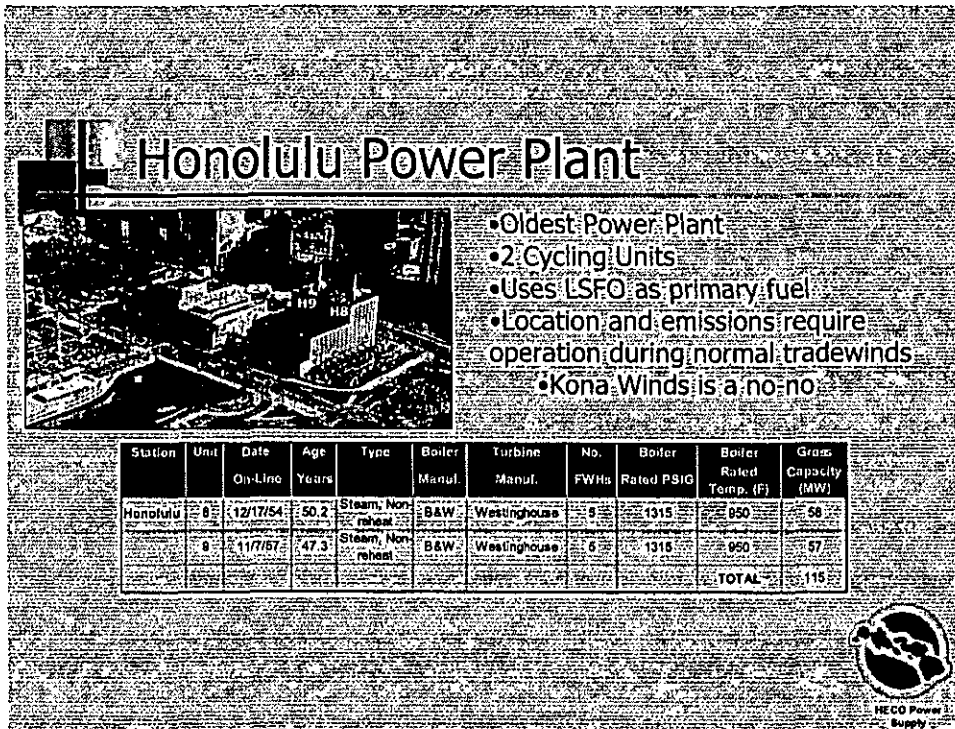 Honolulu Power Plant
•Oldest Power Plant
•2 Cycling Units
•Uses LSFO as primary fuel
•Location and emissions require
operation during normal tradewinds
•Kona Winds is a no-no
H9
H8
Station Unit Date On-Line Age Years Type Boiler Manuf. Turbine Manuf. No. FWHs Boiler Rated PSIG Boiler Rated Temp. (F) Gross Capacity (MW)
Honolulu 8 12/17/54 50.2 Steam, Non-reheat B&W Westinghouse 5 1315 950 58
9 11/7/57 47.3 Steam, Non-reheat B&W Westinghouse 5 1315 950 57
TOTAL 115
HECO Power
Supply